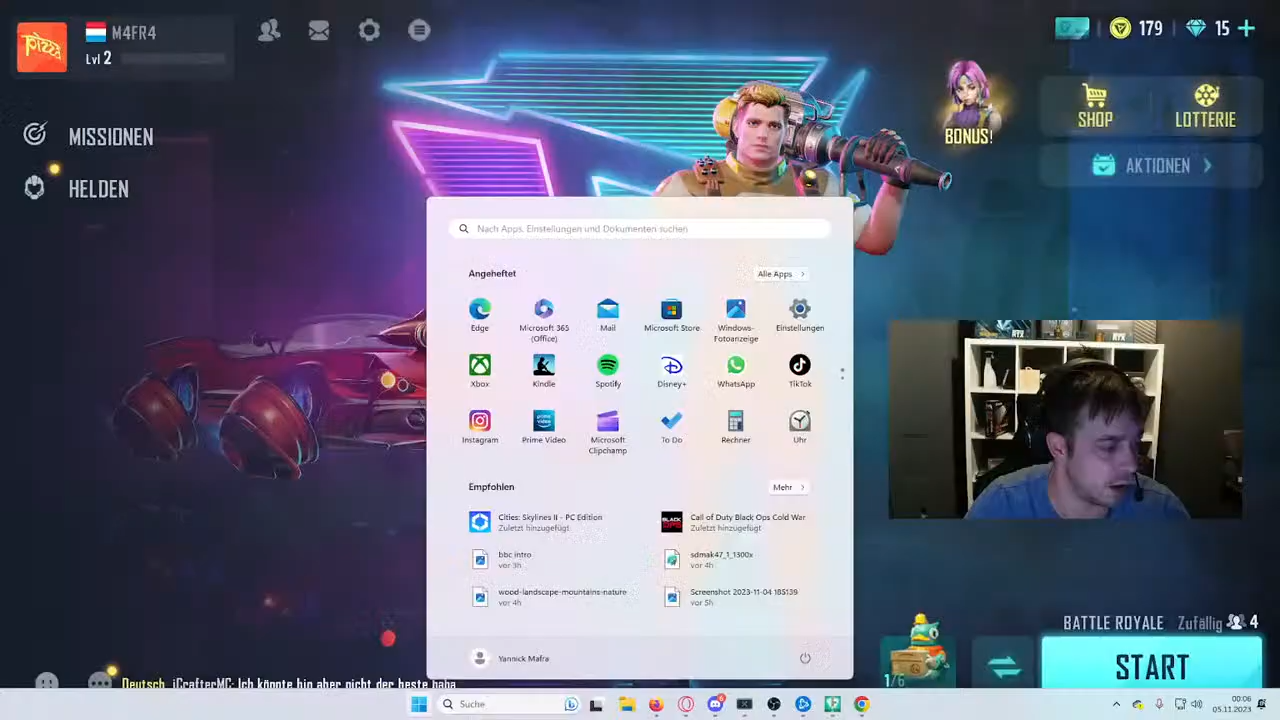 Pizza
M4FR4
Lvl 2
179
15
MISSIONEN
HELDEN
BONUS!
SHOP
LOTTERIE
AKTIONEN
Nach Apps, Einstellungen und Dokumenten suchen
Angeheftet
Alle Apps
Edge
Microsoft 365 (Office)
Mail
Microsoft Store
Windows-Fotoanzeige
Einstellungen
Xbox
Kindle
Spotify
Disney+
WhatsApp
TikTok
Instagram
Prime Video
Microsoft Clipchamp
To Do
Rechner
Uhr
Empfohlen
Mehr
Cities: Skylines II - PC Edition
Zuletzt hinzugefügt
Call of Duty Black Ops Cold War
Zuletzt hinzugefügt
bbc intro
vor 3h
sdmak47_1_1300x
vor 4h
wood-landscape-mountains-nature
vor 4h
Screenshot 2023-11-04 185139
vor 5h
Yannick Mafra
BATTLE ROYALE Zufällig 4
1/6
START
Deutsch iCrafterMC: Ich könnte bin aber nicht der beste haha
Suche
00:06
05.11.2023